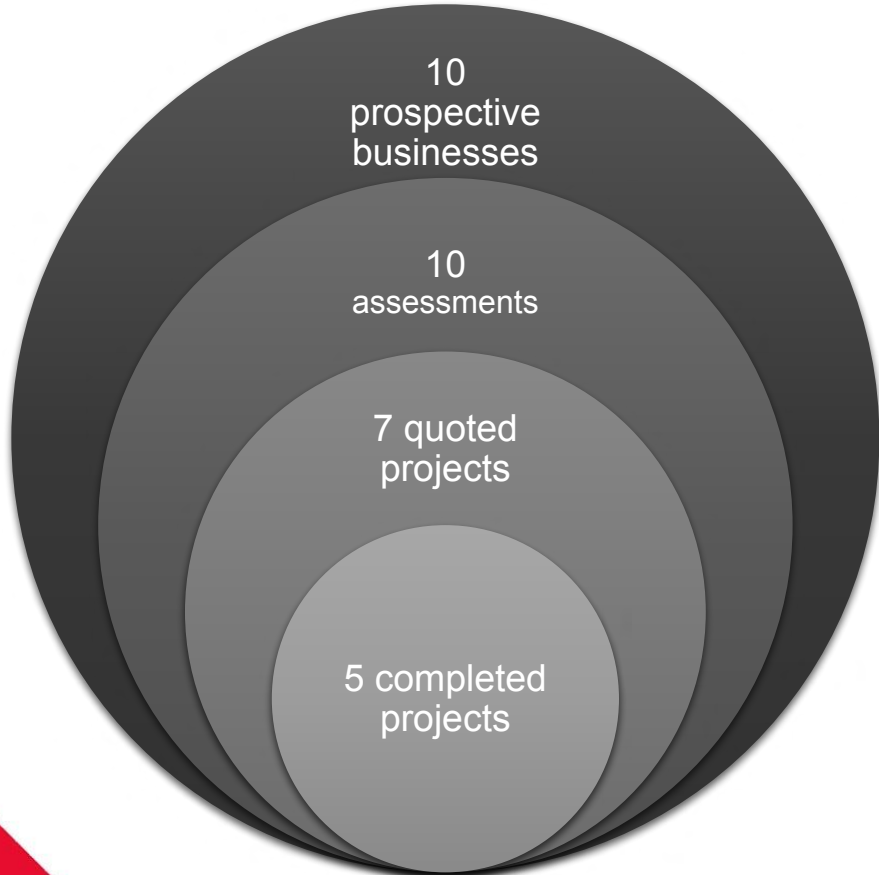 10
prospective
businesses
10
assessments
7 quoted
projects
5 completed
projects